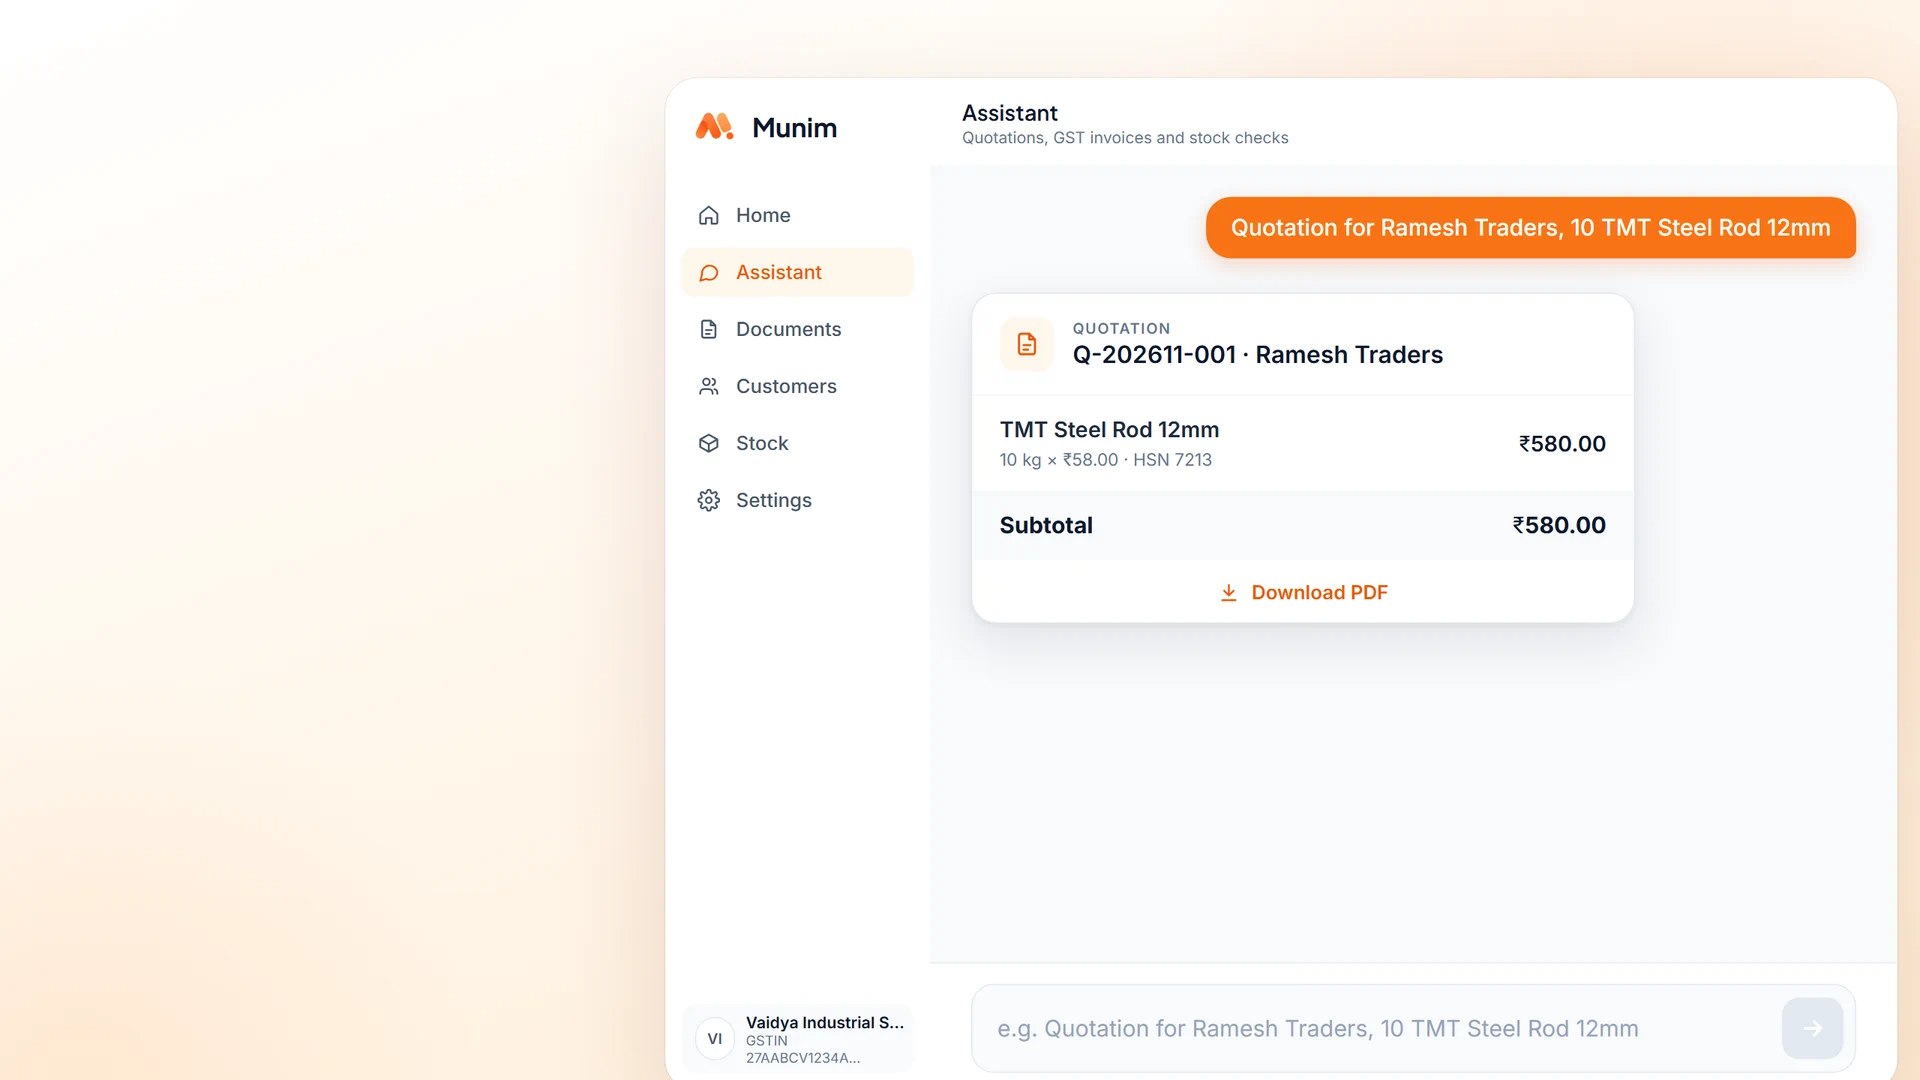 Munim
Home
Assistant
Documents
Customers
Stock
Settings
VI
Vaidya Industrial S...
GSTIN
27AABCV1234A...
Assistant
Quotations, GST invoices and stock checks
Quotation for Ramesh Traders, 10 TMT Steel Rod 12mm
QUOTATION
Q-202611-001 · Ramesh Traders
TMT Steel Rod 12mm
10 kg × ₹58.00 · HSN 7213
₹580.00
Subtotal
₹580.00
Download PDF
e.g. Quotation for Ramesh Traders, 10 TMT Steel Rod 12mm